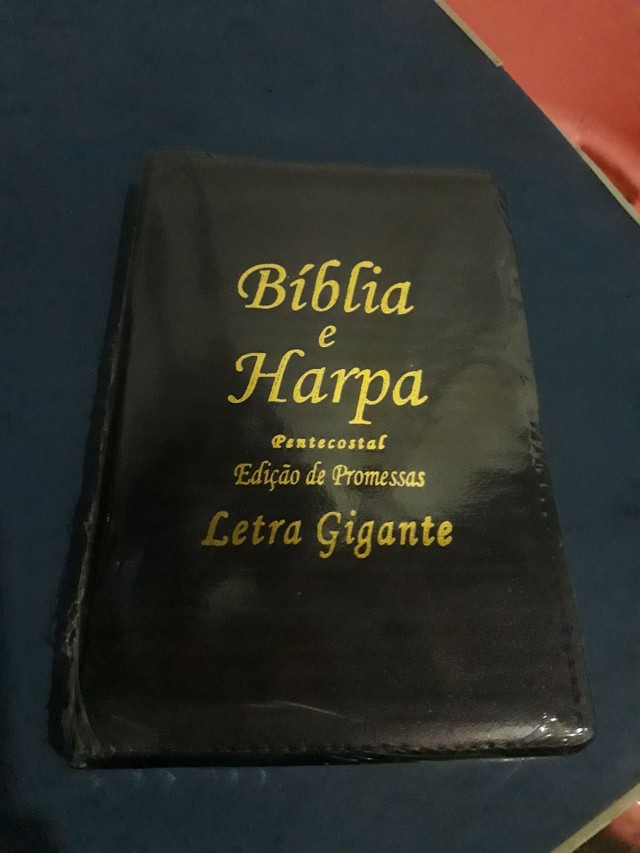 Bíblia
e
Harpa
Pentecostal
Edição de Promessas
Letra Gigante